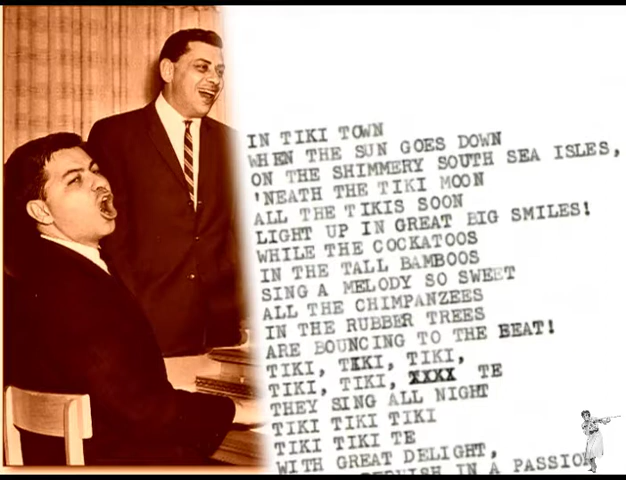 IN TIKI TOWN
WHEN THE SUN GOES DOWN
ON THE SHIMMERY SOUTH SEA ISLES,
'NEATH THE TIKI MOON
ALL THE TIKIS SOON
LIGHT UP IN GREAT BIG SMILES!
WHILE THE COCKATOOS
IN THE TALL BAMBOOS
SING A MELODY SO SWEET
ALL THE CHIMPANZEES
IN THE RUBBER TREES
ARE BOUNCING TO THE BEAT!
TIKI, TIKI, TIKI,
TIKI, TIKI, XXXX TE
THEY SING ALL NIGHT
TIKI TIKI TIKI
TIKI TIKI TE
WITH GREAT DELIGHT,
IN A PASSION